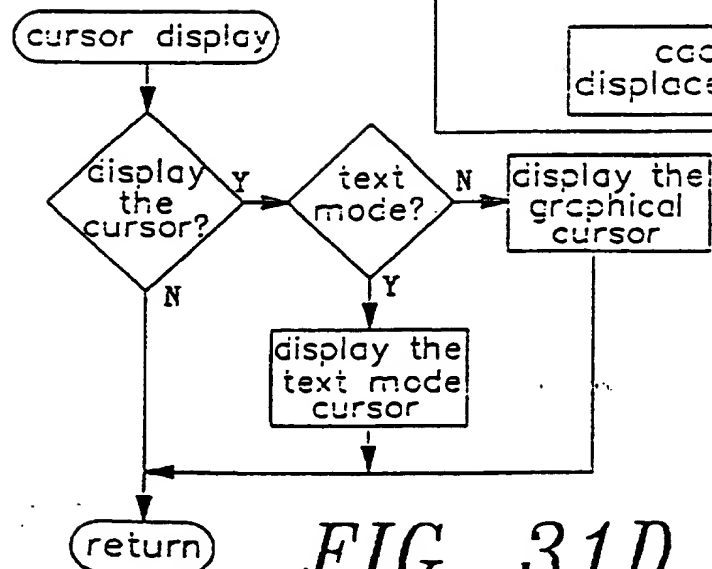 cursor display
display
the
cursor?
Y
N
text
mode?
N
Y
display the
graphical
cursor
display the
text mode
cursor
return
FIG. 31D